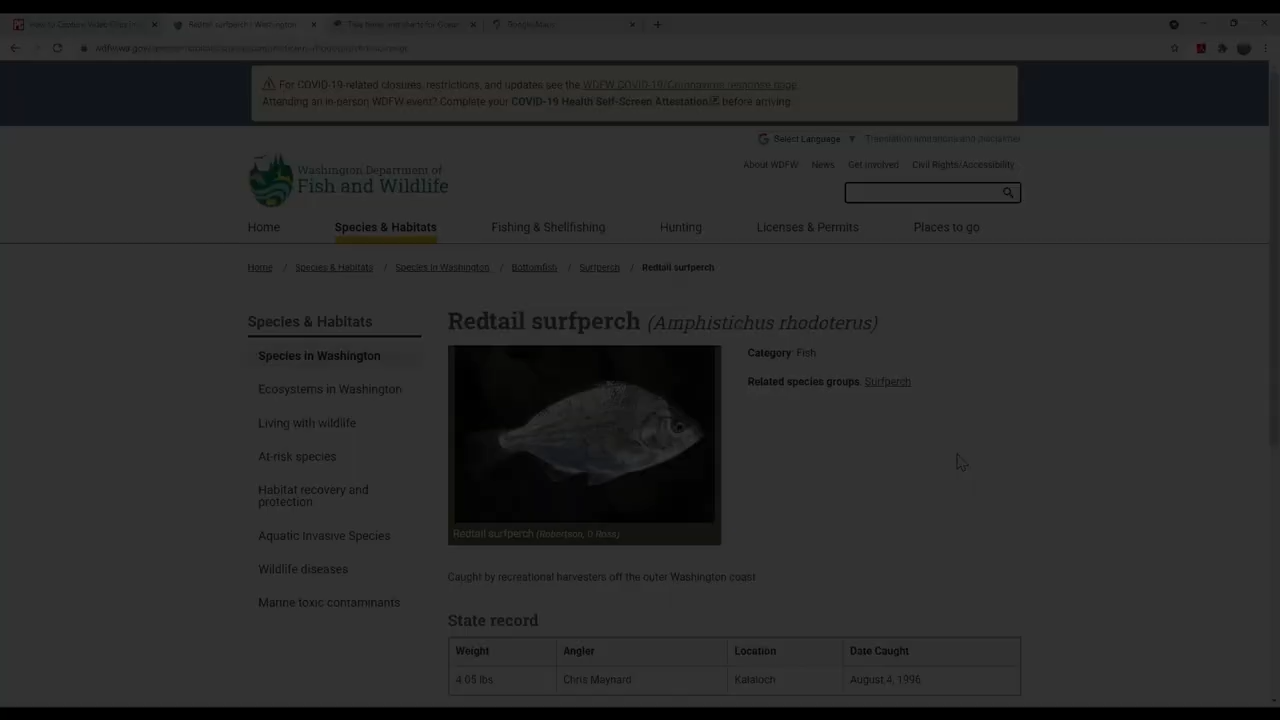 Redtail surfperch | Washington
For COVID-19-related closures, restrictions, and updates see the WDFW COVID-19/Coronavirus response page.
Attending an in-person WDFW event? Complete your COVID-19 Health Self-Screen Attestation before arriving.
Select Language ▼
About WDFW News Get involved Civil Rights/Accessibility
Washington Department of
Fish and Wildlife
Home Species & Habitats Fishing & Shellfishing Hunting Licenses & Permits Places to go
Home / Species & Habitats / Species in Washington / Bottomfish / Surfperch / Redtail surfperch
Species & Habitats
Species in Washington
Ecosystems in Washington
Living with wildlife
At-risk species
Habitat recovery and
protection
Aquatic Invasive Species
Wildlife diseases
Marine toxic contaminants
Redtail surfperch (Amphistichus rhodoterus)
Category: Fish
Related species groups: Surfperch
Redtail surfperch (Robertson, D Ross)
Caught by recreational harvesters off the outer Washington coast
State record
Weight Angler Location Date Caught
4.05 lbs Chris Maynard Kalaloch August 4, 1996